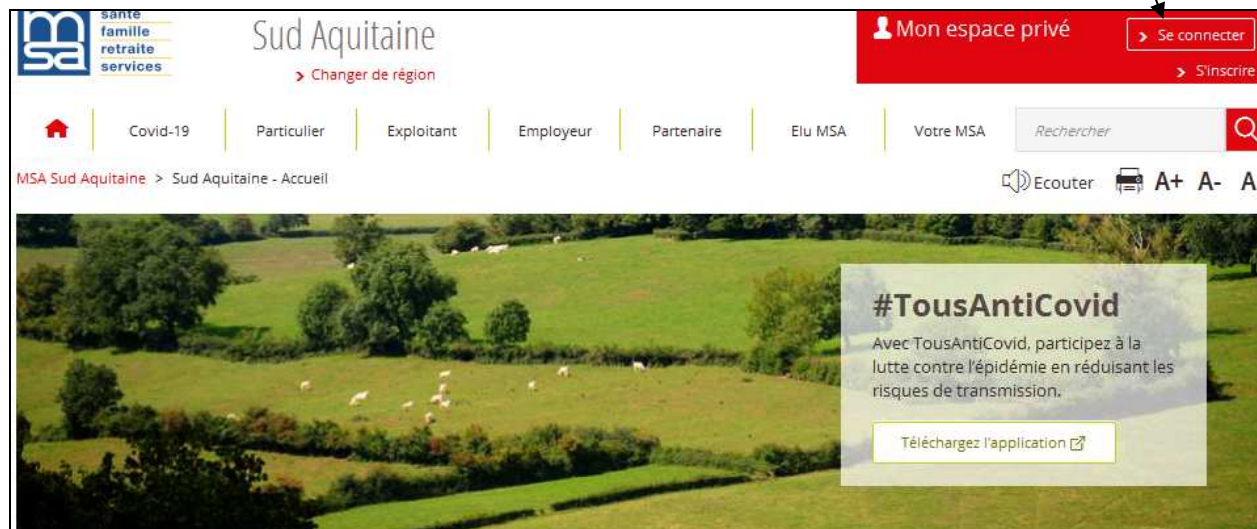 msa
santé
famille
retraite
services
Sud Aquitaine
> Changer de région
Mon espace privé
> Se connecter
> S'inscrire
Covid-19
Particulier
Exploitant
Employeur
Partenaire
Elu MSA
Votre MSA
Rechercher
MSA Sud Aquitaine > Sud Aquitaine - Accueil
Ecouter A+ A- A
#TousAntiCovid
Avec TousAntiCovid, participez à la
lutte contre l'épidémie en réduisant les
risques de transmission.
Téléchargez l'application